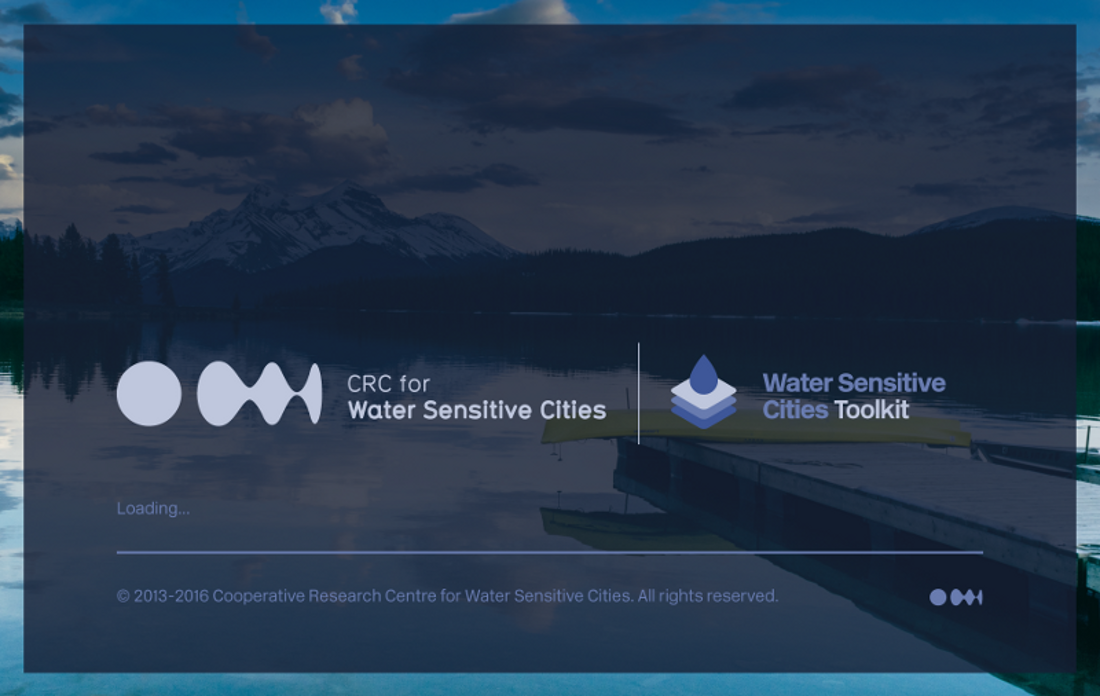 CRC for
Water Sensitive Cities
Water Sensitive
Cities Toolkit
Loading...
© 2013-2016 Cooperative Research Centre for Water Sensitive Cities. All rights reserved.